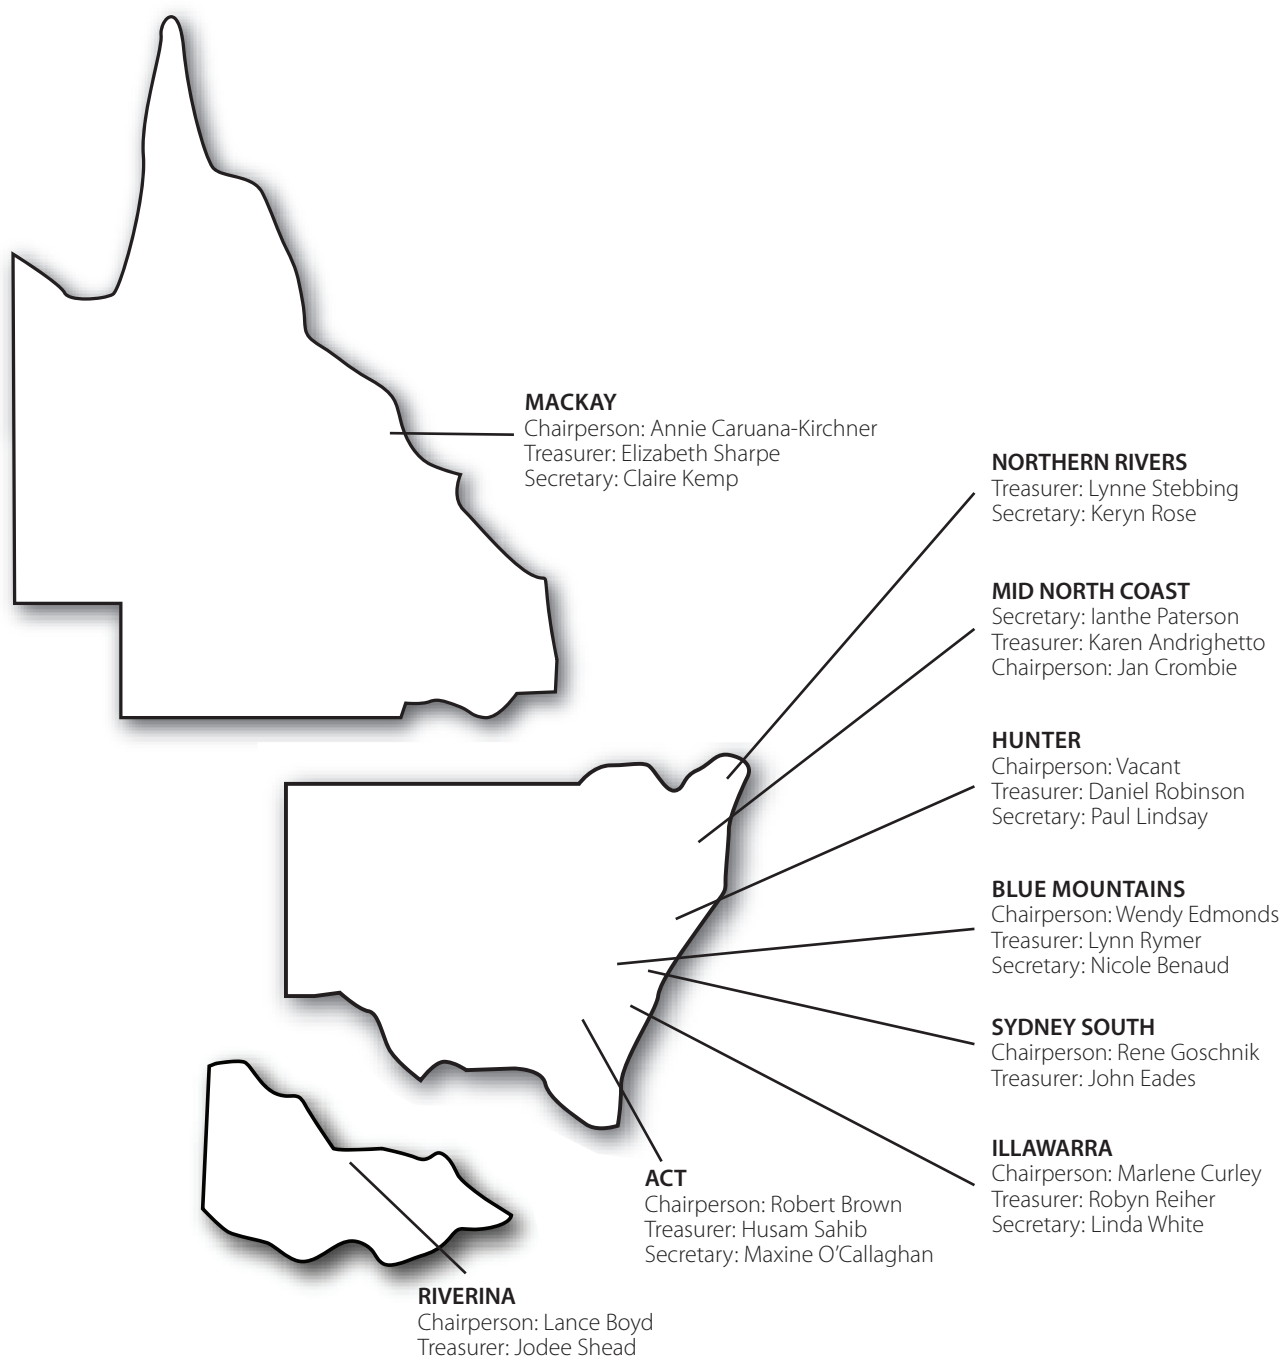 MACKAY
Chairperson: Annie Caruana-Kirchner
Treasurer: Elizabeth Sharpe
Secretary: Claire Kemp
NORTHERN RIVERS
Treasurer: Lynne Stebbing
Secretary: Keryn Rose
MID NORTH COAST
Secretary: Ianthe Paterson
Treasurer: Karen Andrighetto
Chairperson: Jan Crombie
HUNTER
Chairperson: Vacant
Treasurer: Daniel Robinson
Secretary: Paul Lindsay
BLUE MOUNTAINS
Chairperson: Wendy Edmonds
Treasurer: Lynn Rymer
Secretary: Nicole Benaud
SYDNEY SOUTH
Chairperson: Rene Goschnik
Treasurer: John Eades
ILLAWARRA
Chairperson: Marlene Curley
Treasurer: Robyn Reiher
Secretary: Linda White
ACT
Chairperson: Robert Brown
Treasurer: Husam Sahib
Secretary: Maxine O’Callaghan
RIVERINA
Chairperson: Lance Boyd
Treasurer: Jodee Shead